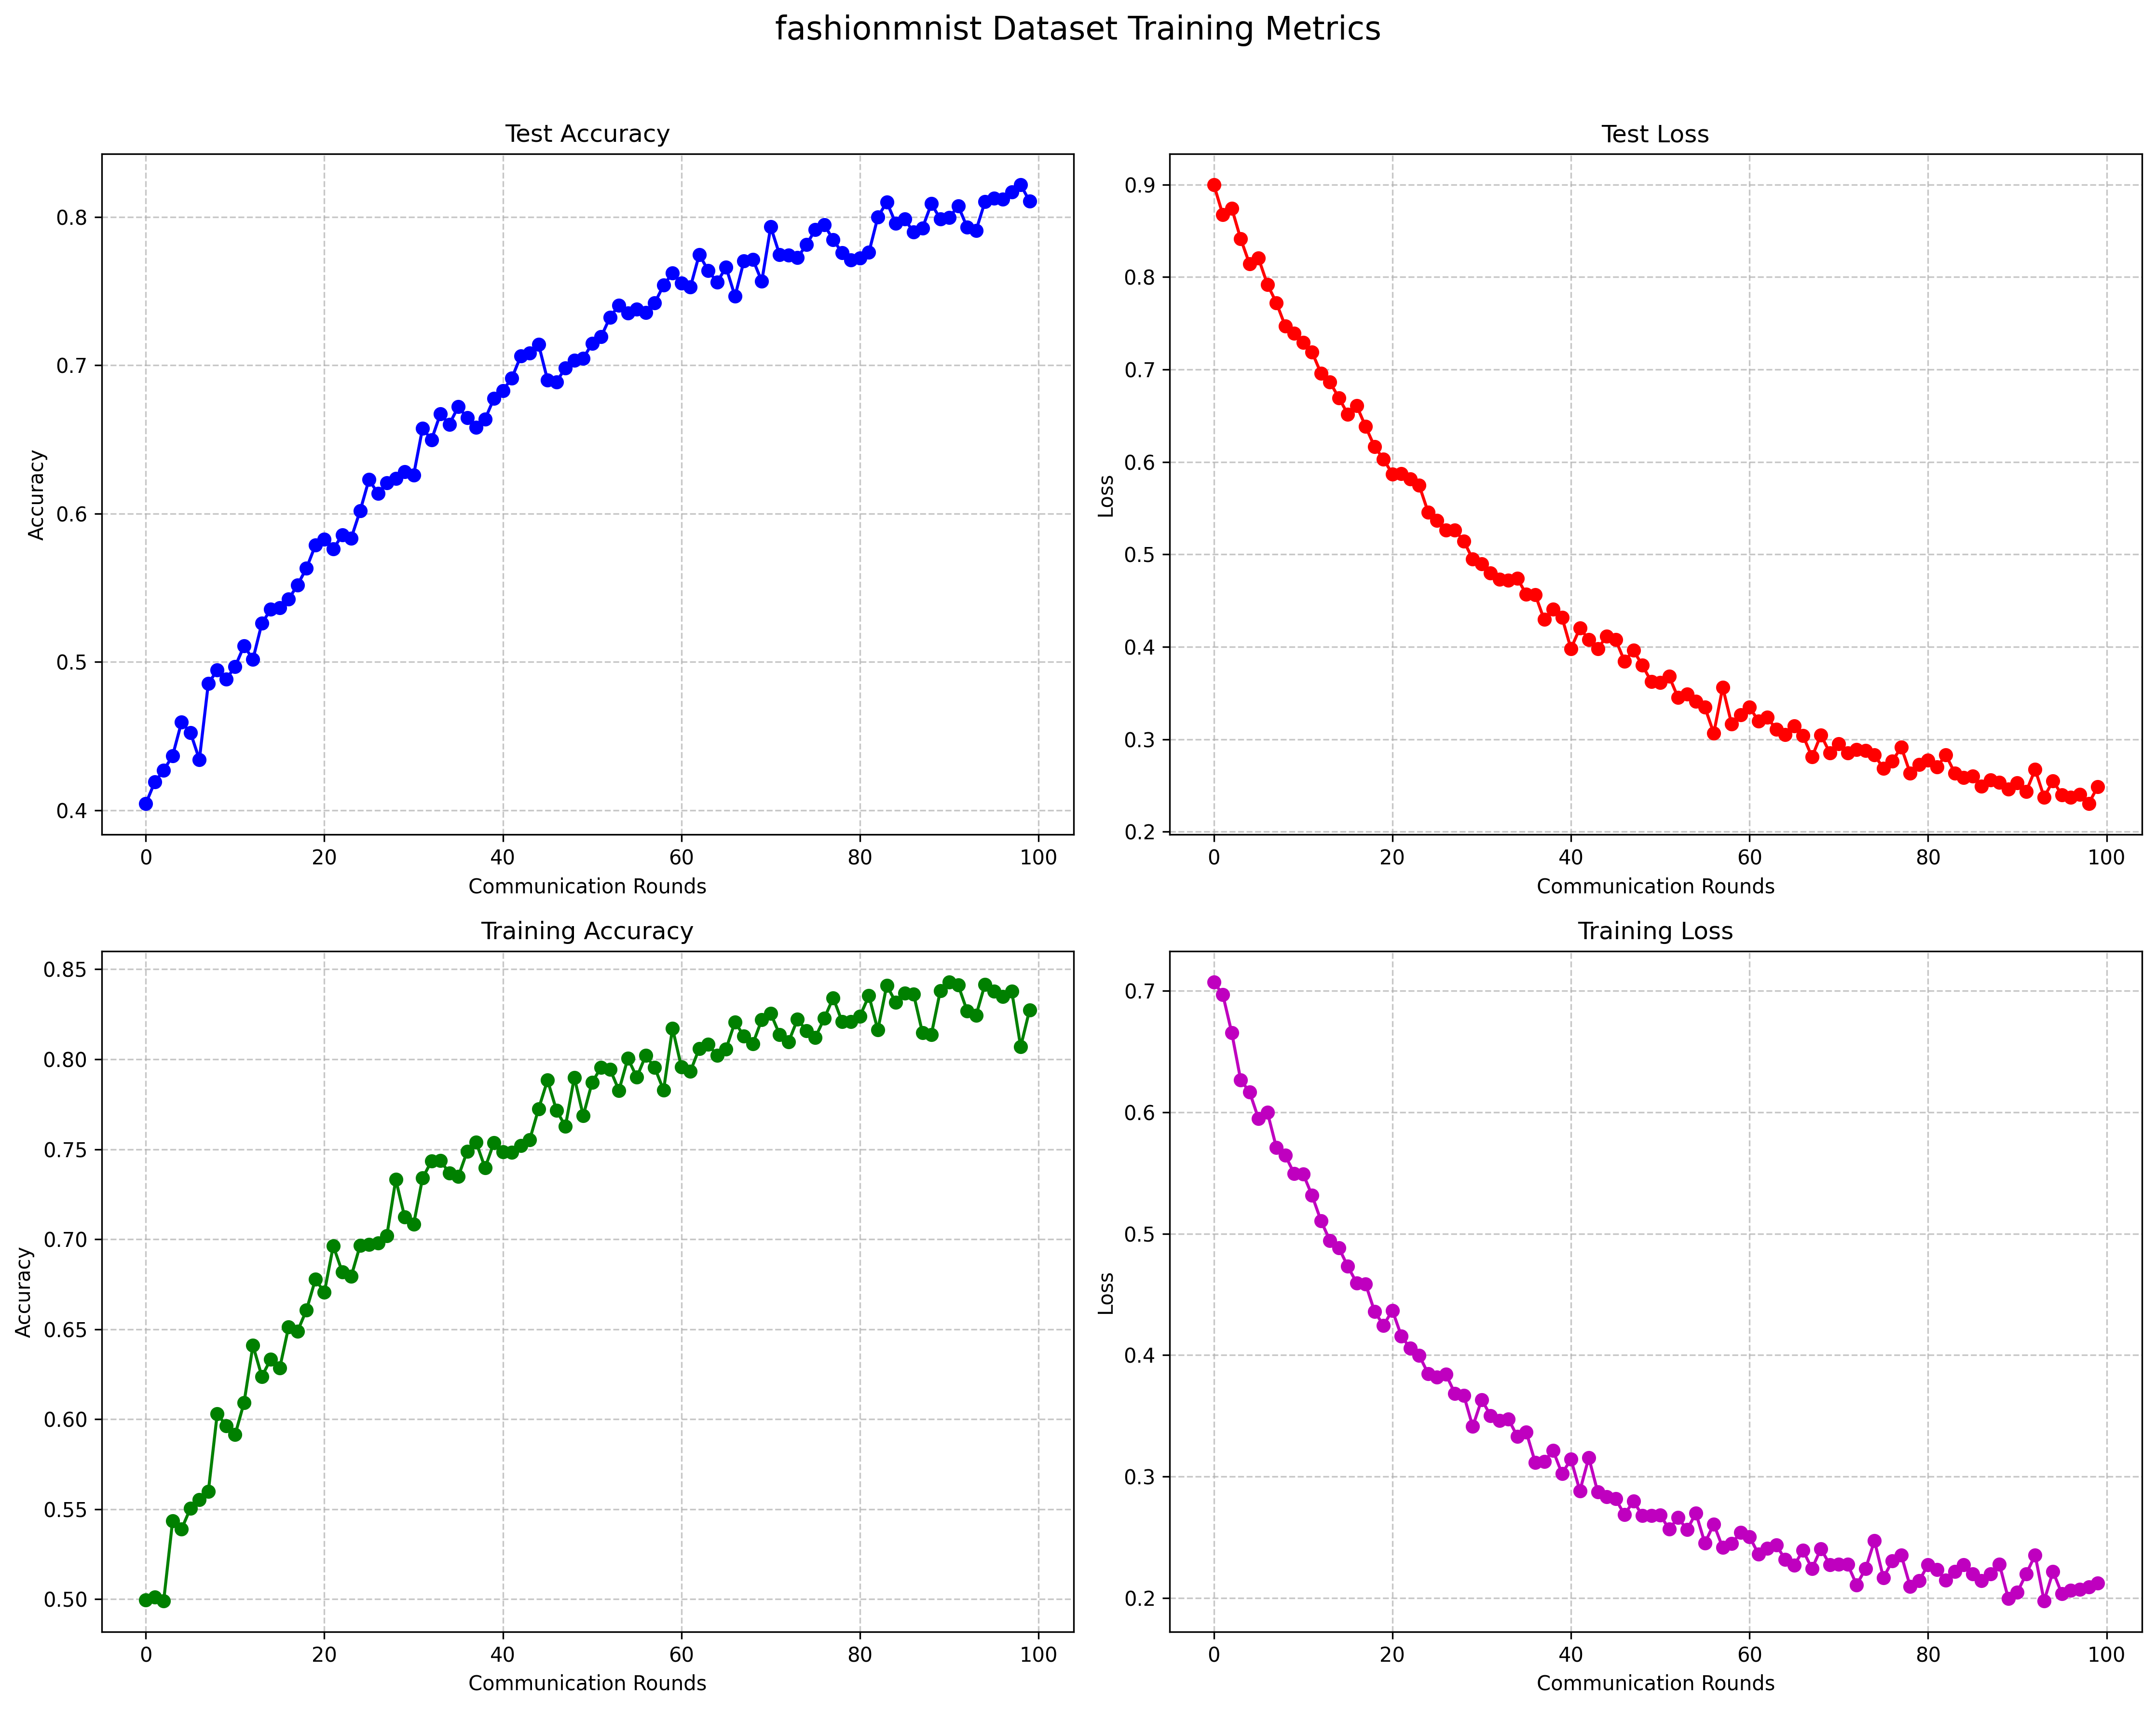 fashionmnist Dataset Training Metrics
Test Accuracy
Accuracy
0.8
0.7
0.6
0.5
0.4
0 20 40 60 80 100
Communication Rounds
Test Loss
Loss
0.9
0.8
0.7
0.6
0.5
0.4
0.3
0.2
0 20 40 60 80 100
Communication Rounds
Training Accuracy
Accuracy
0.85
0.80
0.75
0.70
0.65
0.60
0.55
0.50
0 20 40 60 80 100
Communication Rounds
Training Loss
Loss
0.7
0.6
0.5
0.4
0.3
0.2
0 20 40 60 80 100
Communication Rounds